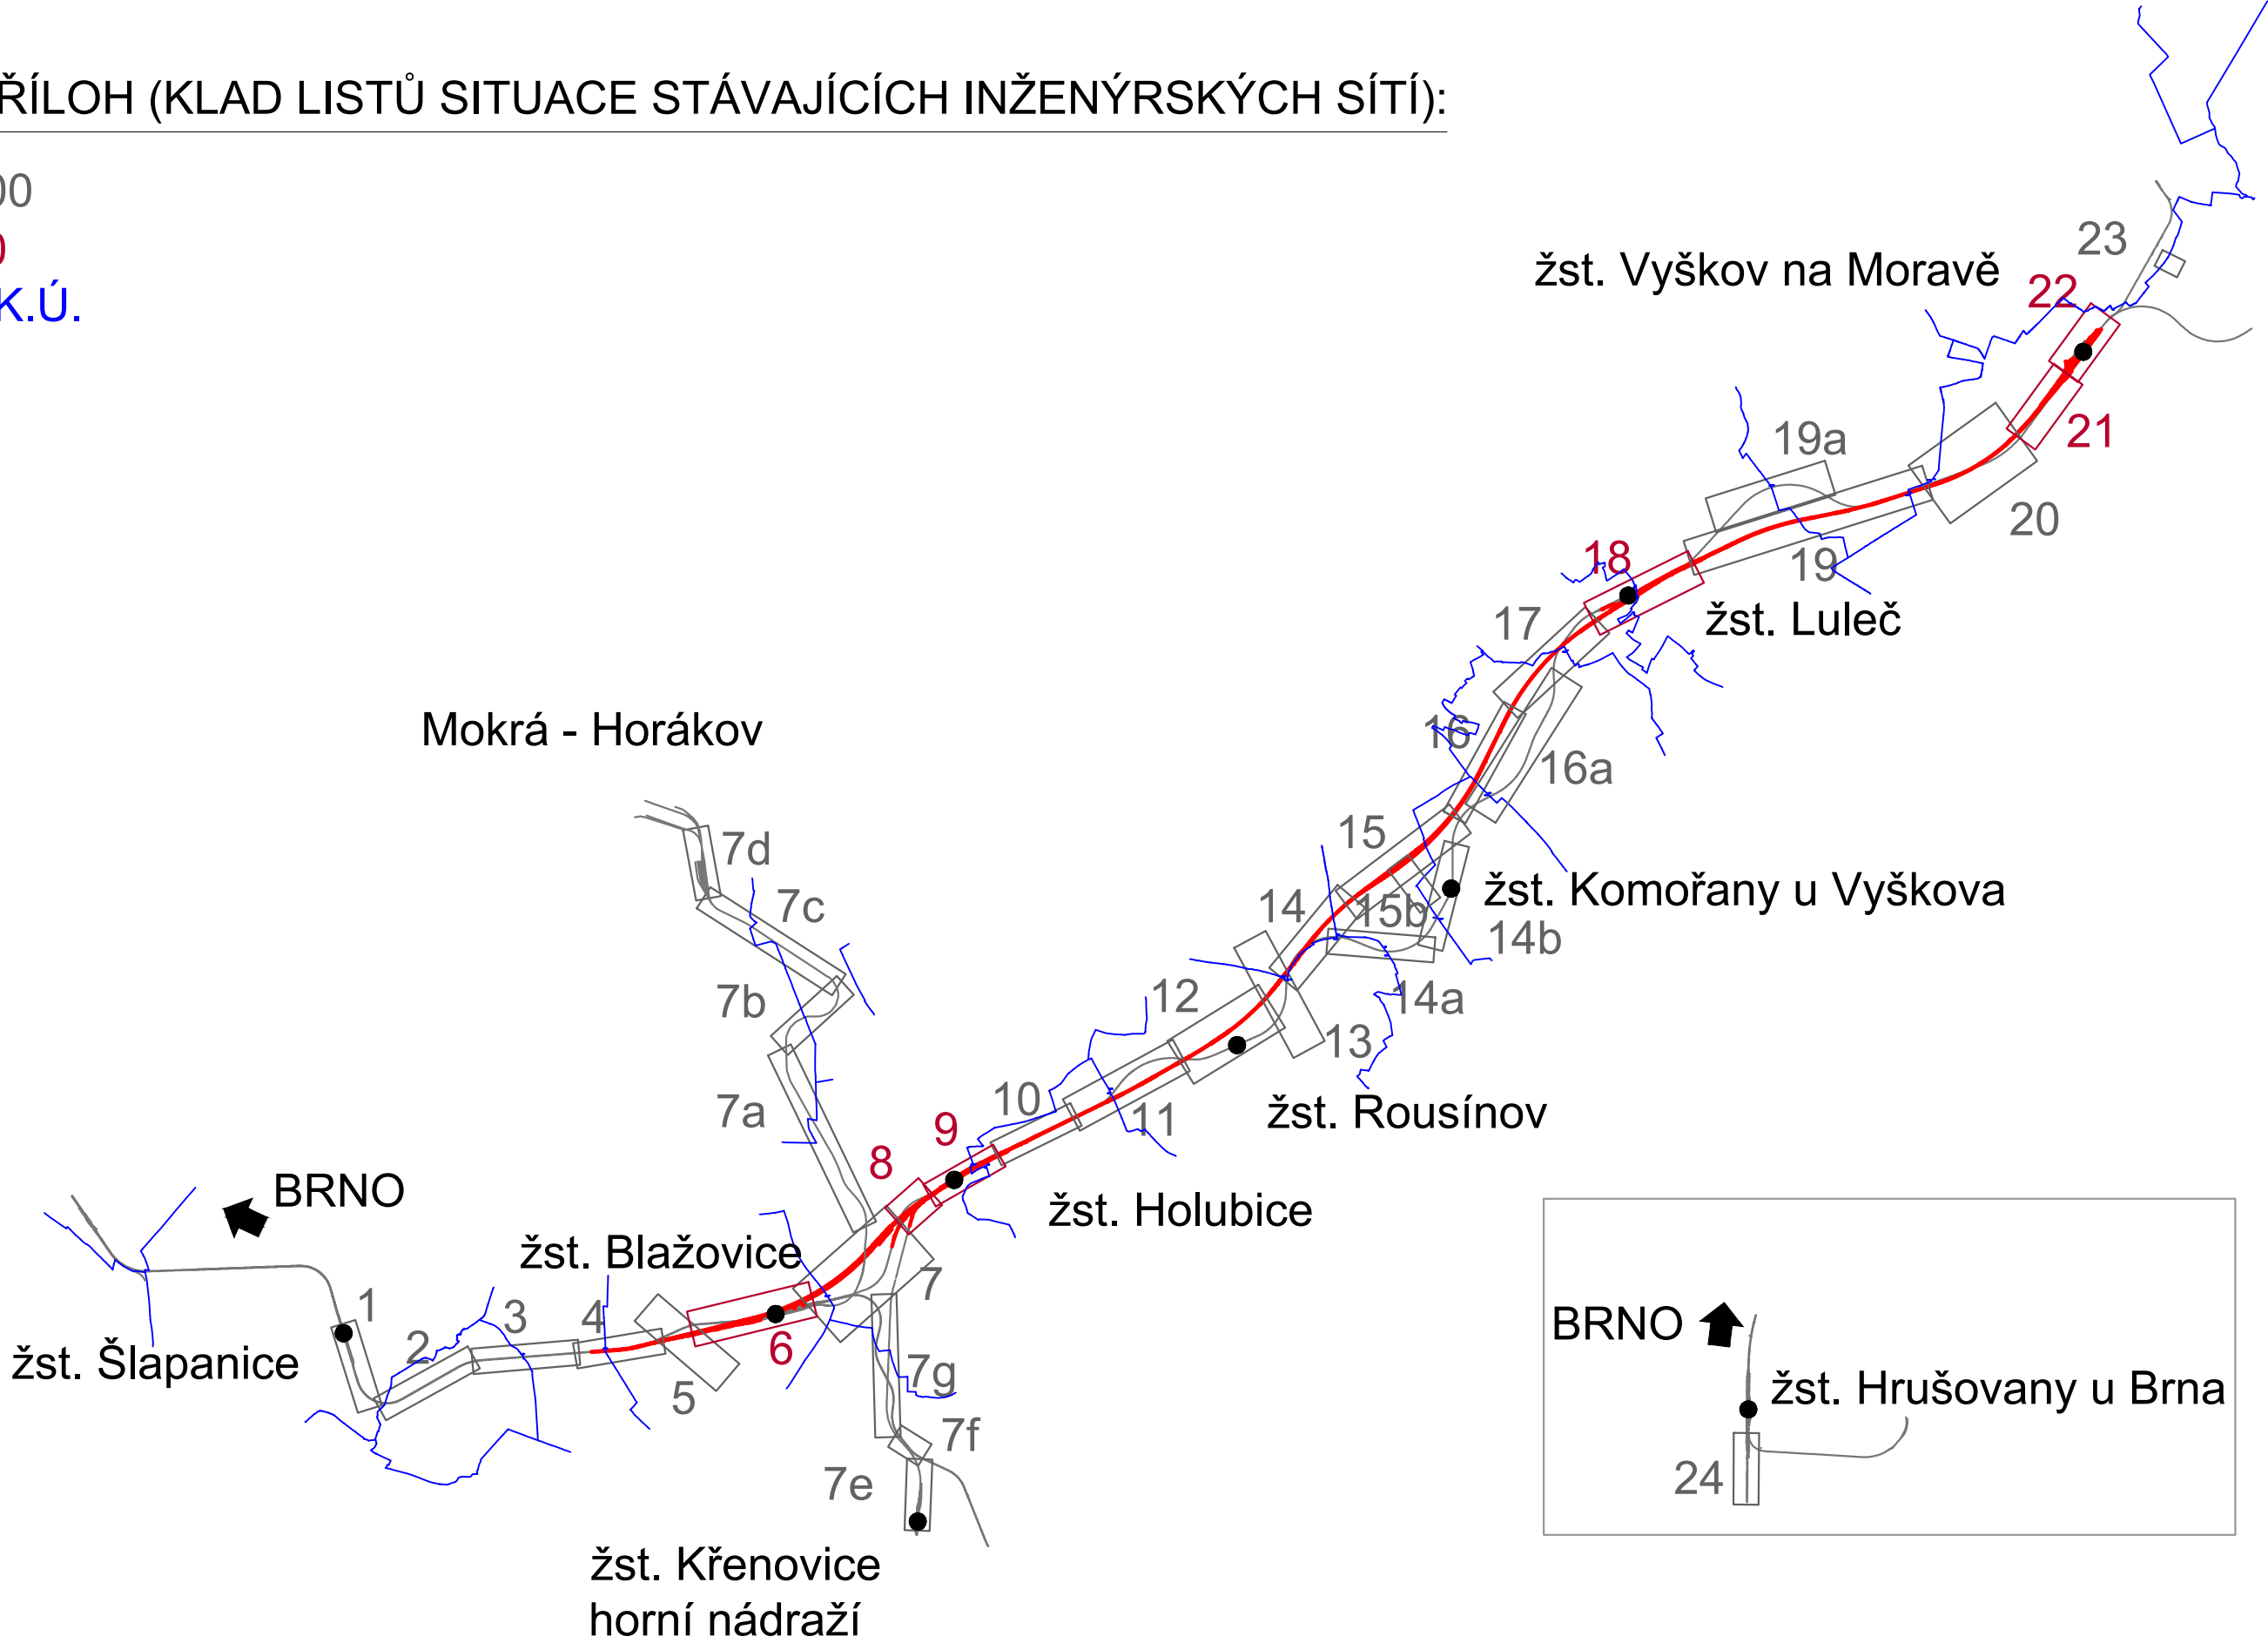 ŘÍLOH (KLAD LISTŮ SITUACE STÁVAJÍCÍCH INŽENÝRSKÝCH SÍTÍ):
00
0
K.Ú.
23
žst. Vyškov na Moravě
22
21
19a
20
19
18
žst. Luleč
17
16
16a
Mokrá - Horákov
15
7d
7c
14
15b
žst. Komořany u Vyškova
14b
14a
7b
12
13
10
11
7a
žst. Rousínov
9
8
žst. Holubice
BRNO
žst. Blažovice
7
1
3
4
2
6
5
žst. Šlapanice
7g
7f
7e
žst. Křenovice
horní nádraží
BRNO
žst. Hrušovany u Brna
24